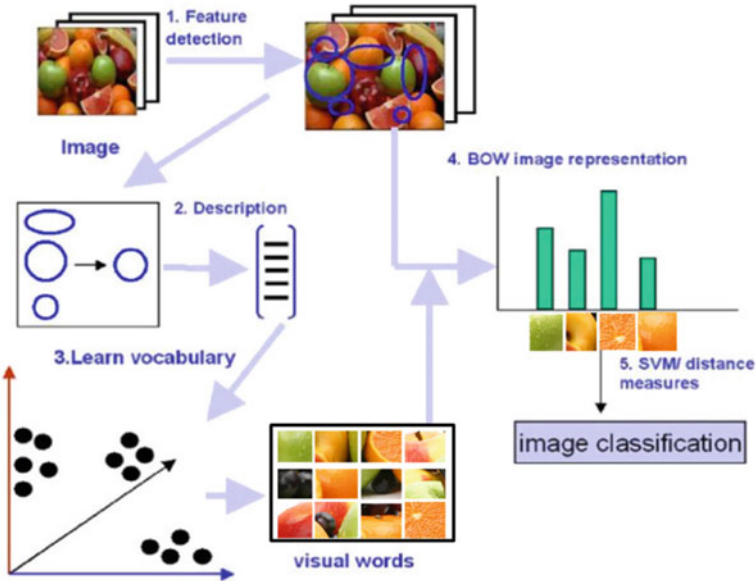 1. Feature
detection
Image
2. Description
3.Learn vocabulary
visual words
4. BOW image representation
5. SVM/ distance
measures
image classification